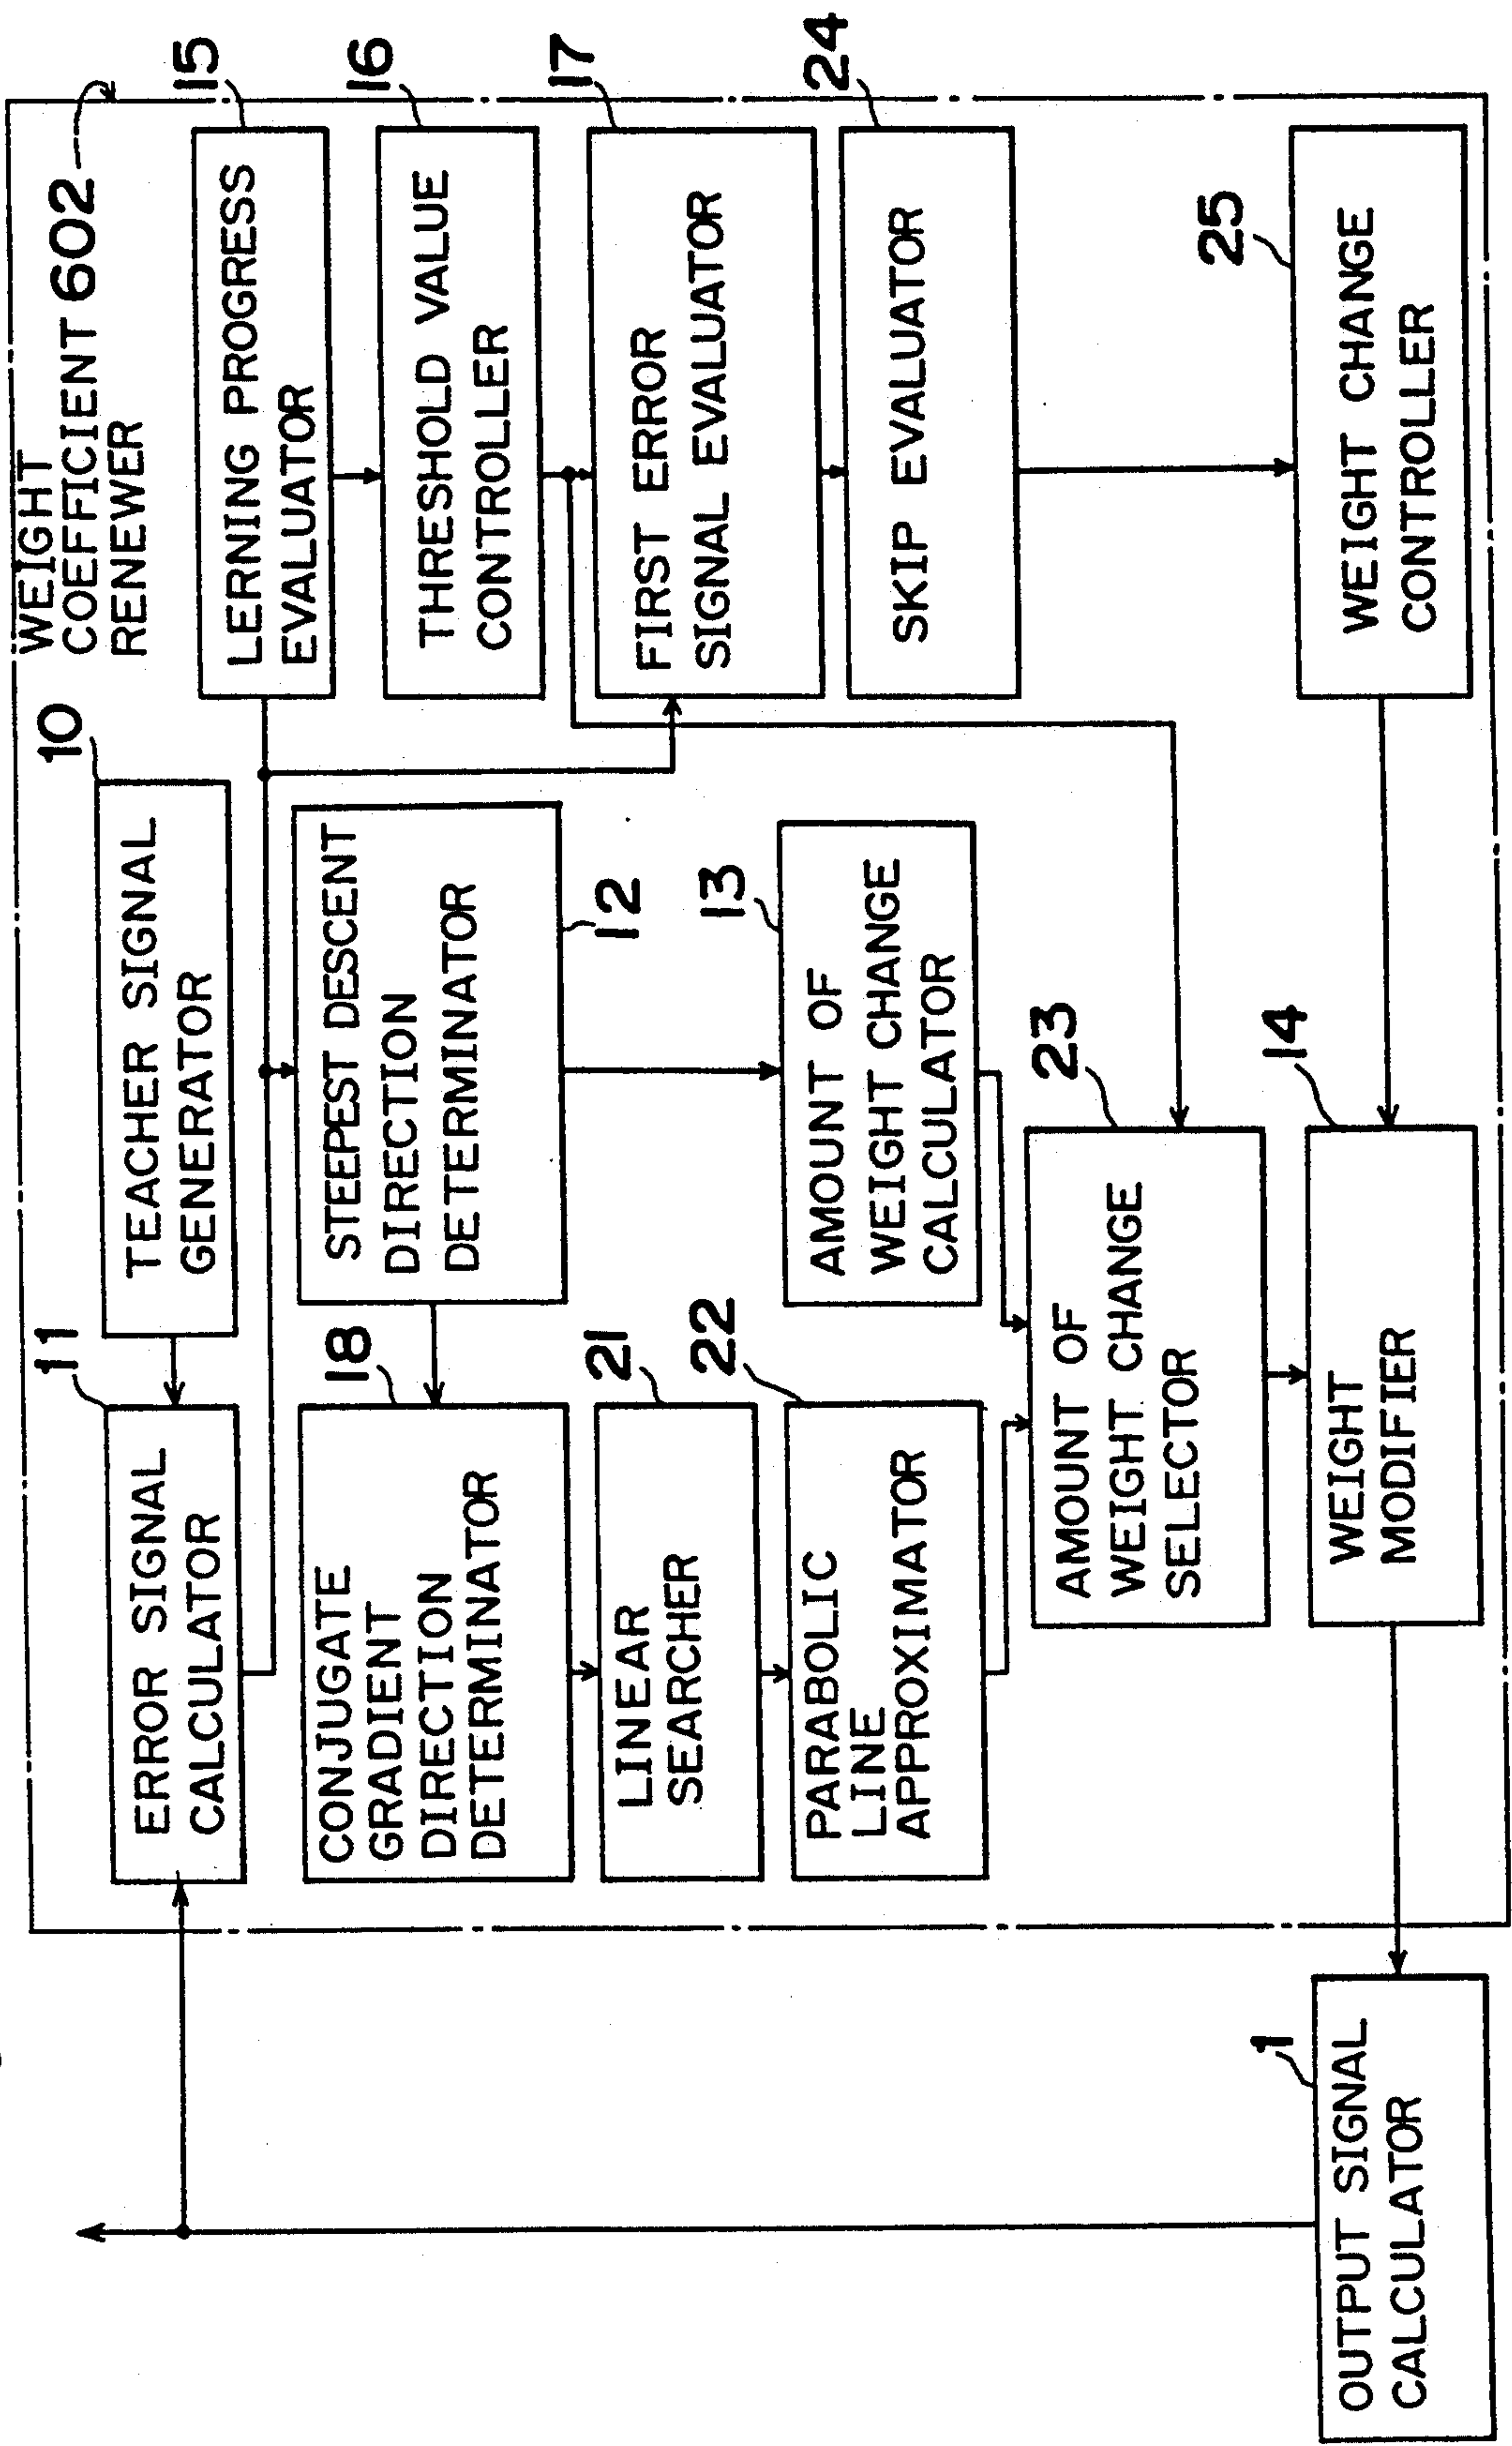 WEIGHT
COEFFICIENT 602
RENEWER
11
ERROR SIGNAL
CALCULATOR
10
TEACHER SIGNAL
GENERATOR
15
LERNING PROGRESS
EVALUATOR
18
CONJUGATE
GRADIENT
DIRECTION
DETERMINATOR
STEEPEST DESCENT
DIRECTION
DETERMINATOR
12
16
THRESHOLD VALUE
CONTROLLER
21
LINEAR
SEARCHER
17
FIRST ERROR
SIGNAL EVALUATOR
22
PARABOLIC
LINE
APPROXIMATOR
13
AMOUNT OF
WEIGHT CHANGE
CALCULATOR
24
SKIP EVALUATOR
23
AMOUNT OF
WEIGHT CHANGE
SELECTOR
1
OUTPUT SIGNAL
CALCULATOR
14
WEIGHT
MODIFIER
25
WEIGHT CHANGE
CONTROLLER